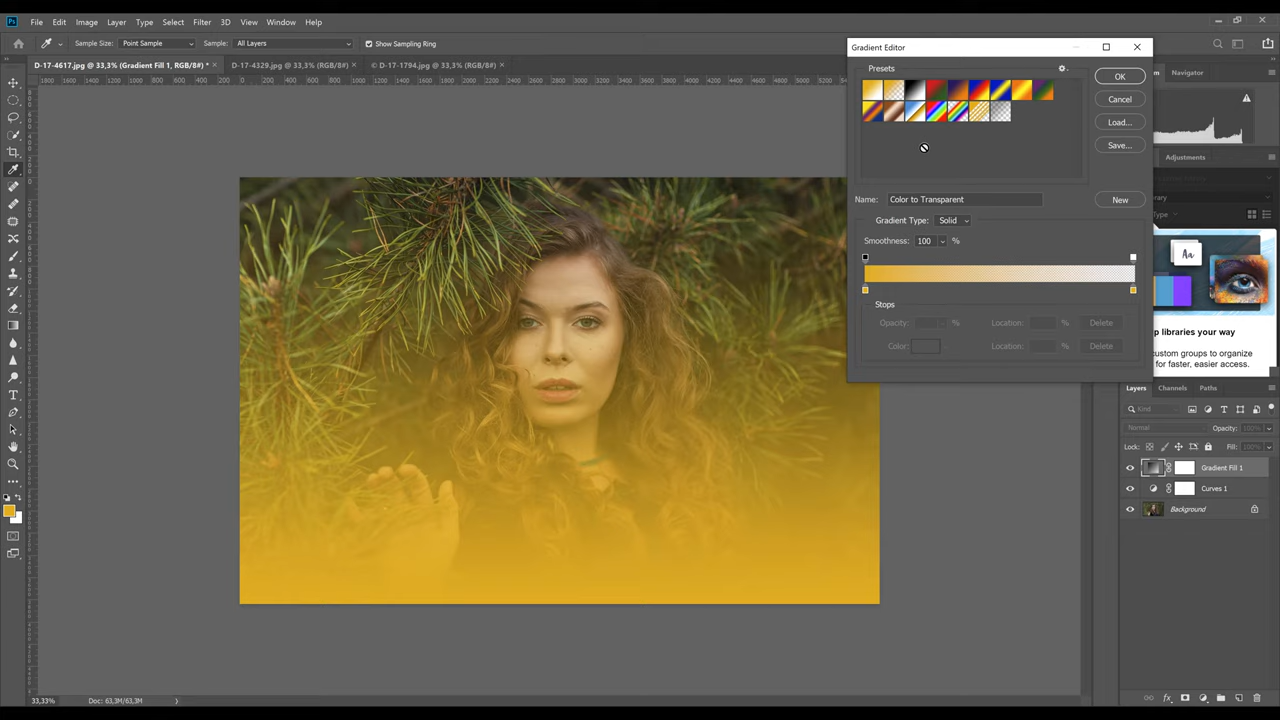 Ps File Edit Image Layer Type Select Filter 3D View Window Help
Sample Size: Point Sample Sample: All Layers Show Sampling Ring
D-17-4617.jpg @ 33,3% (Gradient Fill 1, RGB/8#) * × D-17-4329.jpg @ 33,3% (RGB/8#) × © D-17-1794.jpg @ 33,3% (RGB/8#) ×
Gradient Editor
Presets
OK
Cancel
Load...
Save...
Name: Color to Transparent New
Gradient Type: Solid
Smoothness: 100 %
Stops
Opacity: % Location: % Delete
Color: Location: % Delete
Navigator
Adjustments
Type
Aa
custom groups to organize
for faster, easier access.
Layers Channels Paths
Kind
Normal Opacity: 100%
Lock: Fill: 100%
Gradient Fill 1
Curves 1
Background
33,33% Doc: 63,3M/63,3M